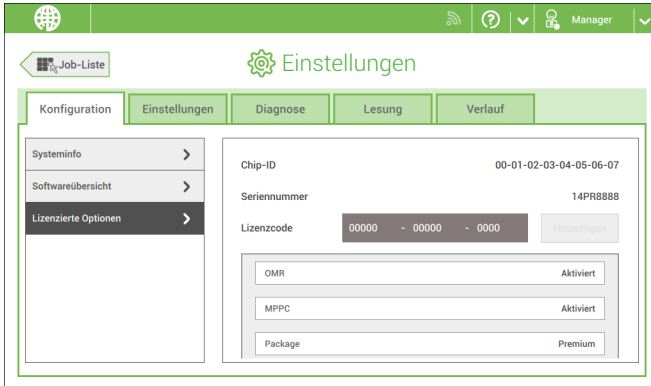 Manager
Job-Liste
Einstellungen
Konfiguration Einstellungen Diagnose Lesung Verlauf
Systeminfo
Softwareübersicht
Lizenzierte Optionen
Chip-ID 00-01-02-03-04-05-06-07
Seriennummer 14PR8888
Lizenzcode 00000 - 00000 - 0000 Hinzufügen
OMR Aktiviert
MPPC Aktiviert
Package Premium